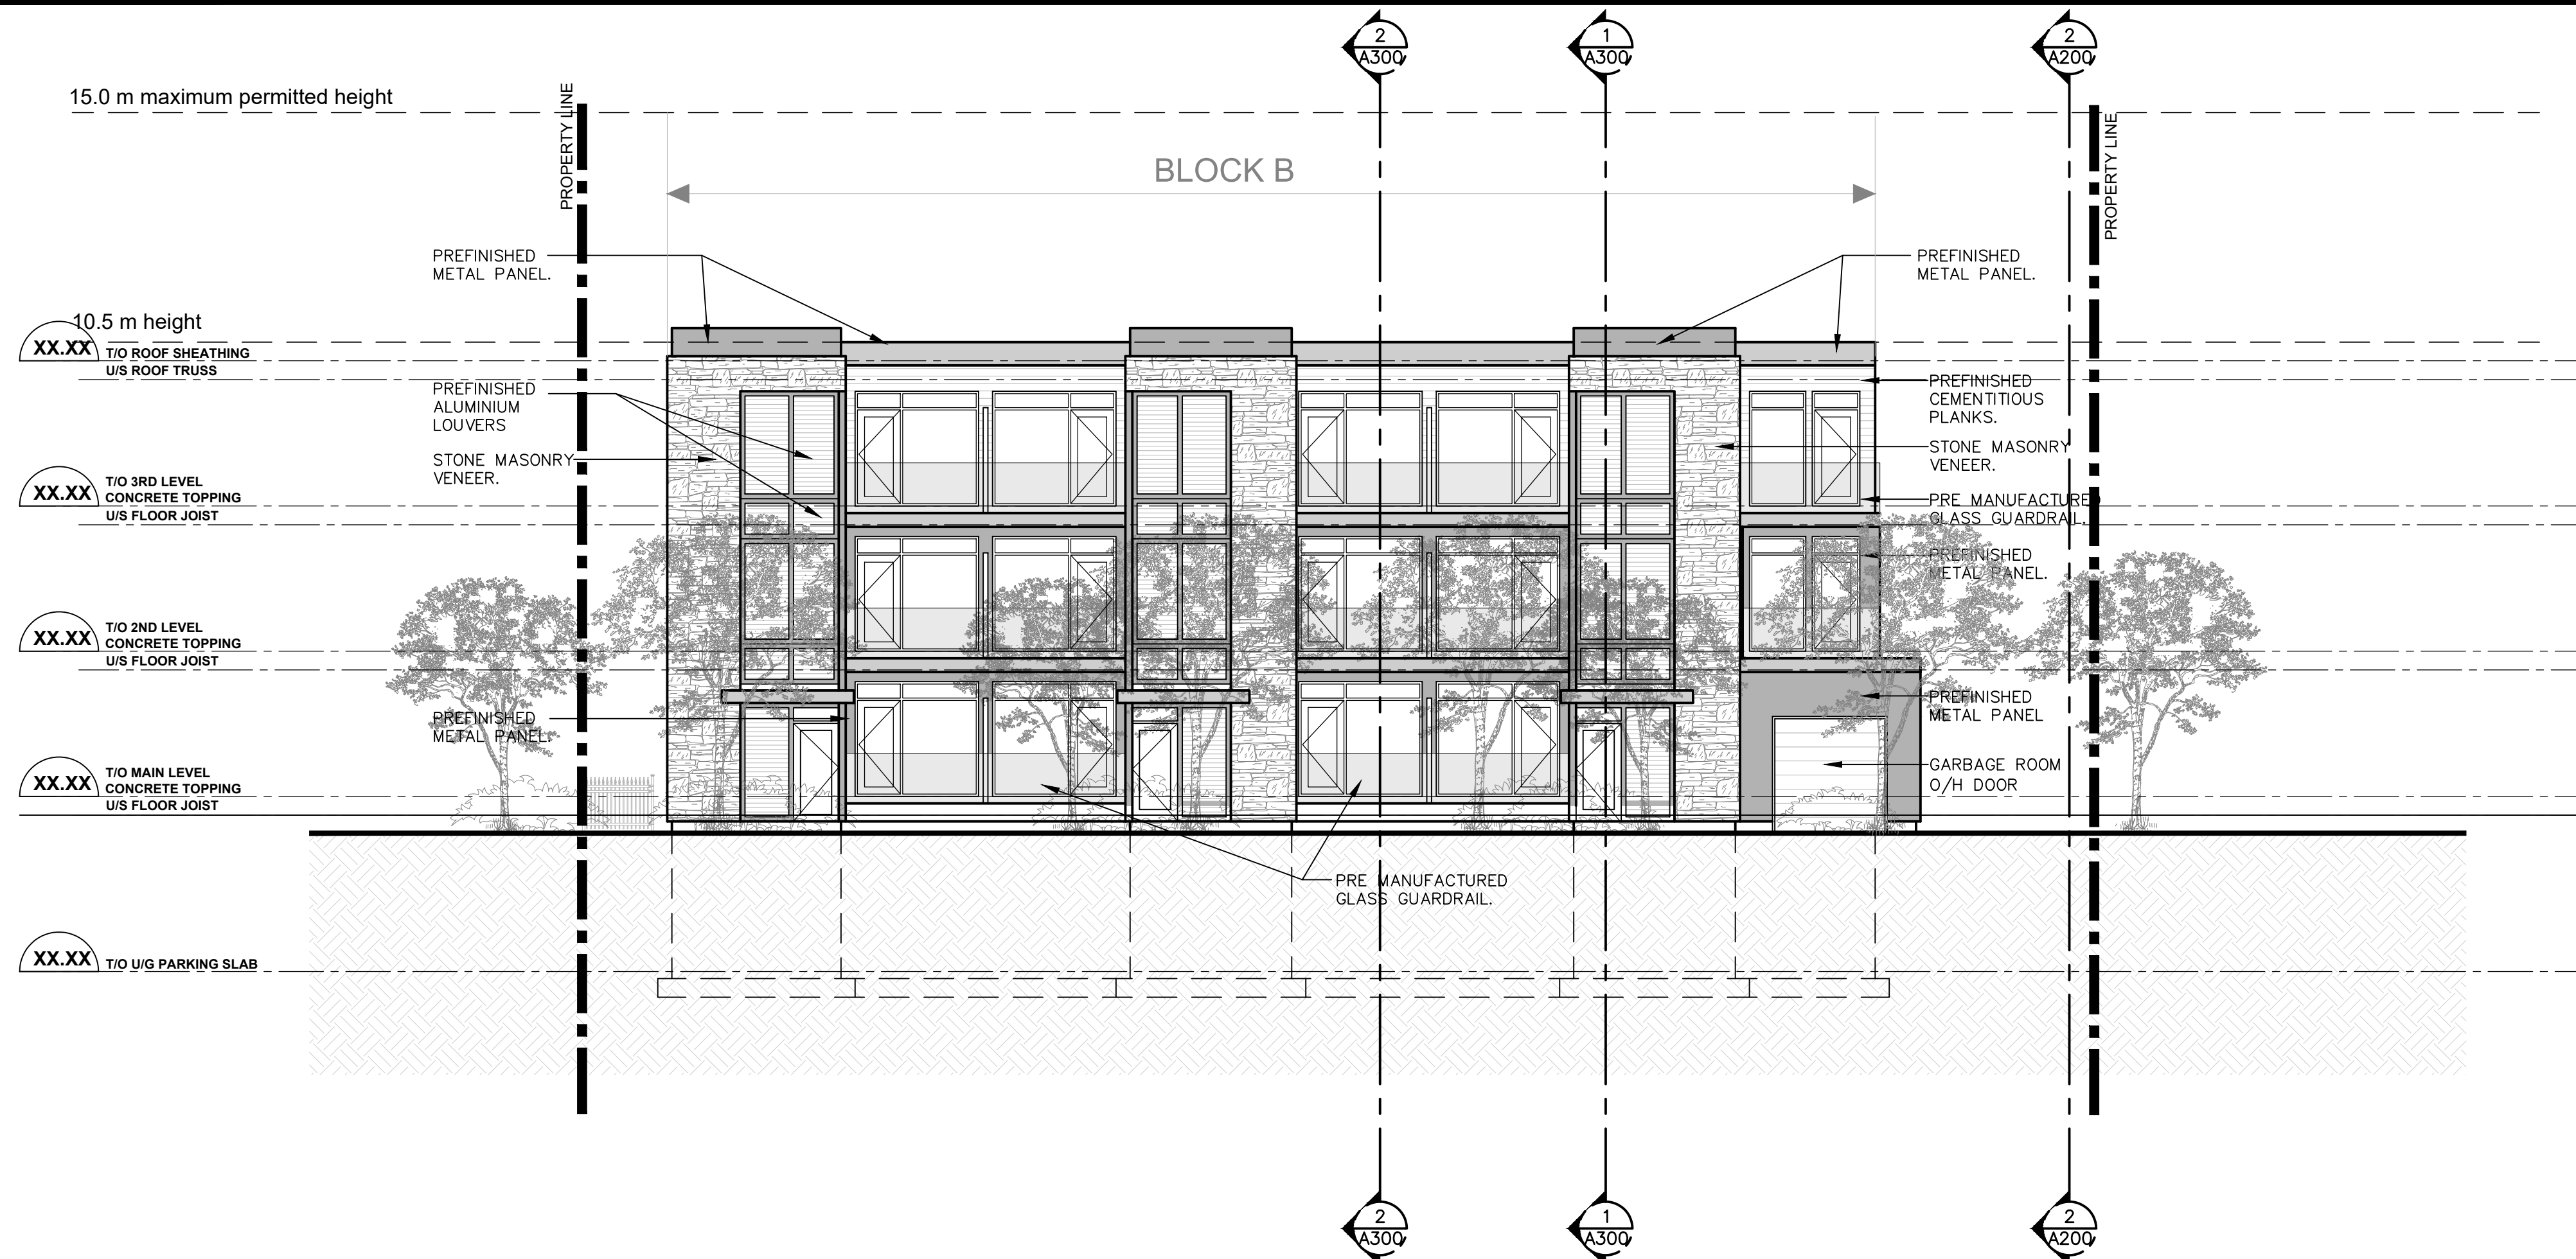 2
A300
1
A300
2
A200
15.0 m maximum permitted height
PROPERTY LINE
PROPERTY LINE
BLOCK B
PREFINISHED
METAL PANEL.
PREFINISHED
METAL PANEL.
10.5 m height
XX.XX
T/O ROOF SHEATHING
U/S ROOF TRUSS
PREFINISHED
ALUMINIUM
LOUVERS
PREFINISHED
CEMENTITIOUS
PLANKS.
STONE MASONRY
VENEER.
STONE MASONRY
VENEER.
XX.XX
T/O 3RD LEVEL
CONCRETE TOPPING
U/S FLOOR JOIST
PRE MANUFACTURED
GLASS GUARDRAIL.
PREFINISHED
METAL PANEL.
XX.XX
T/O 2ND LEVEL
CONCRETE TOPPING
U/S FLOOR JOIST
PREFINISHED
METAL PANEL.
PREFINISHED
METAL PANEL
XX.XX
T/O MAIN LEVEL
CONCRETE TOPPING
U/S FLOOR JOIST
GARBAGE ROOM
O/H DOOR
PRE MANUFACTURED
GLASS GUARDRAIL.
XX.XX
T/O U/G PARKING SLAB
2
A300
1
A300
2
A200